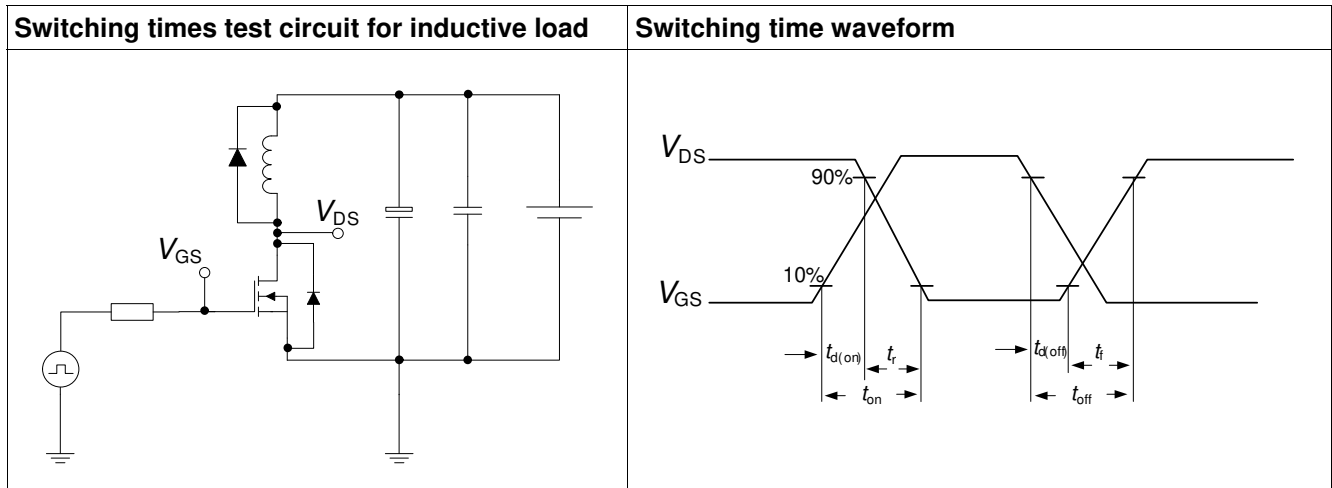 Switching times test circuit for inductive load
Switching time waveform
VDS
VGS
VDS
90%
10%
VGS
td(on)
tr
td(off)
tf
ton
toff